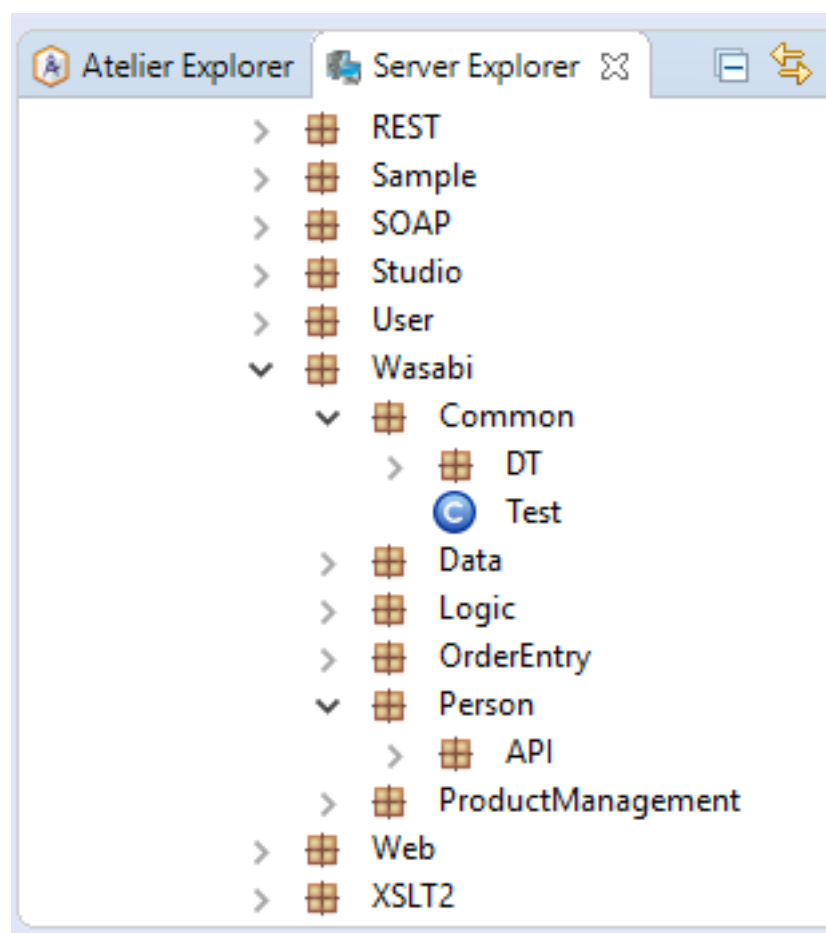 Atelier Explorer Server Explorer
REST
Sample
SOAP
Studio
User
Wasabi
Common
DT
C Test
Data
Logic
OrderEntry
Person
API
ProductManagement
Web
XSLT2